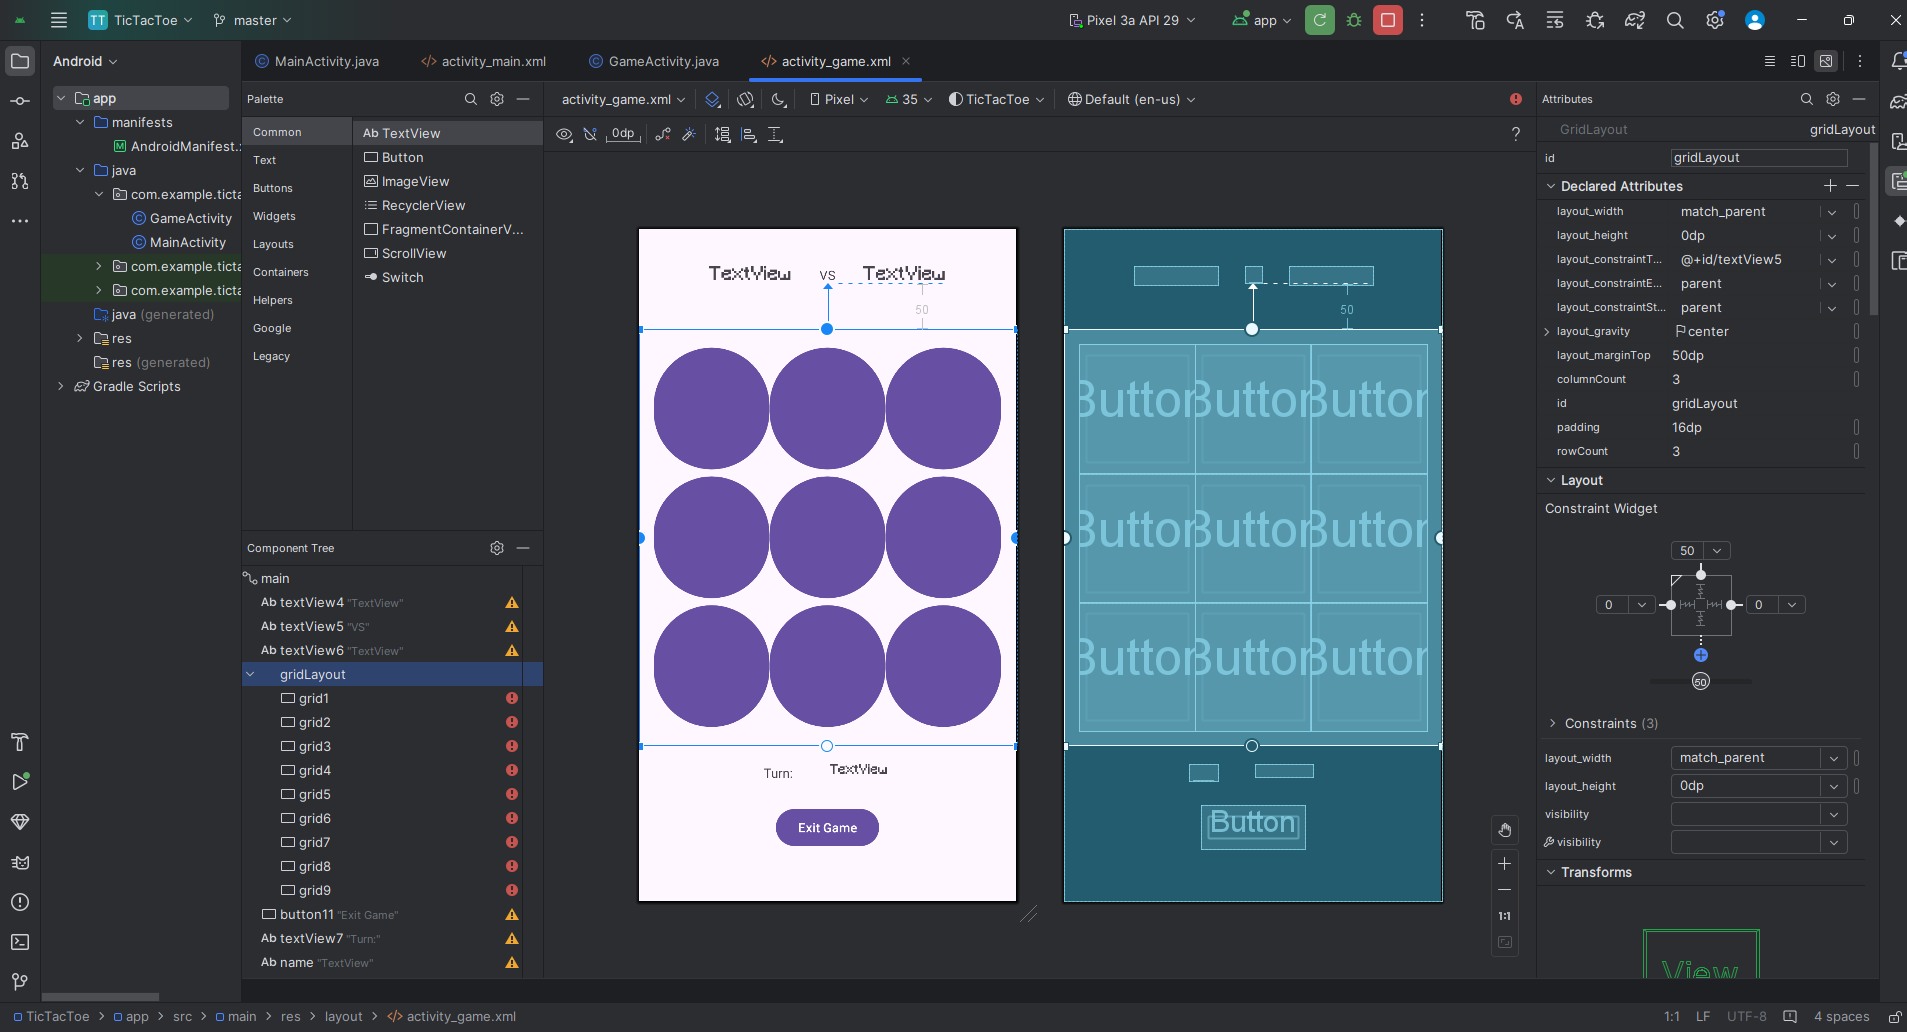 TT TicTacToe master Pixel 3a API 29 app
Android
MainActivity.java activity_main.xml GameActivity.java activity_game.xml
app
manifests
AndroidManifest.
java
com.example.ticta
GameActivity
MainActivity
com.example.ticta
com.example.ticta
java (generated)
res
res (generated)
Gradle Scripts
Palette
Common
Text
Buttons
Widgets
Layouts
Containers
Helpers
Google
Legacy
Ab TextView
Button
ImageView
RecyclerView
FragmentContainerV...
ScrollView
Switch
activity_game.xml Pixel 35 TicTacToe Default (en-us)
0dp ?
Component Tree
main
Ab textView4 "TextView"
Ab textView5 "VS"
Ab textView6 "TextView"
gridLayout
grid1
grid2
grid3
grid4
grid5
grid6
grid7
grid8
grid9
button11 "Exit Game"
Ab textView7 "Turn:"
Ab name "TextView"
TextView VS TextView
50
Turn: TextView
Exit Game
50
Button Button Button
Button Button Button
Button Button Button
Button
1:1
Attributes
GridLayout gridLayout
id gridLayout
Declared Attributes
layout_width match_parent
layout_height 0dp
layout_constraintT... @+id/textView5
layout_constraintE... parent
layout_constraintSt... parent
layout_gravity center
layout_marginTop 50dp
columnCount 3
id gridLayout
padding 16dp
rowCount 3
Layout
Constraint Widget
50
0 0
50
Constraints (3)
layout_width match_parent
layout_height 0dp
visibility
visibility
Transforms
View
TicTacToe > app > src > main > res > layout > activity_game.xml
1:1 LF UTF-8 4 spaces